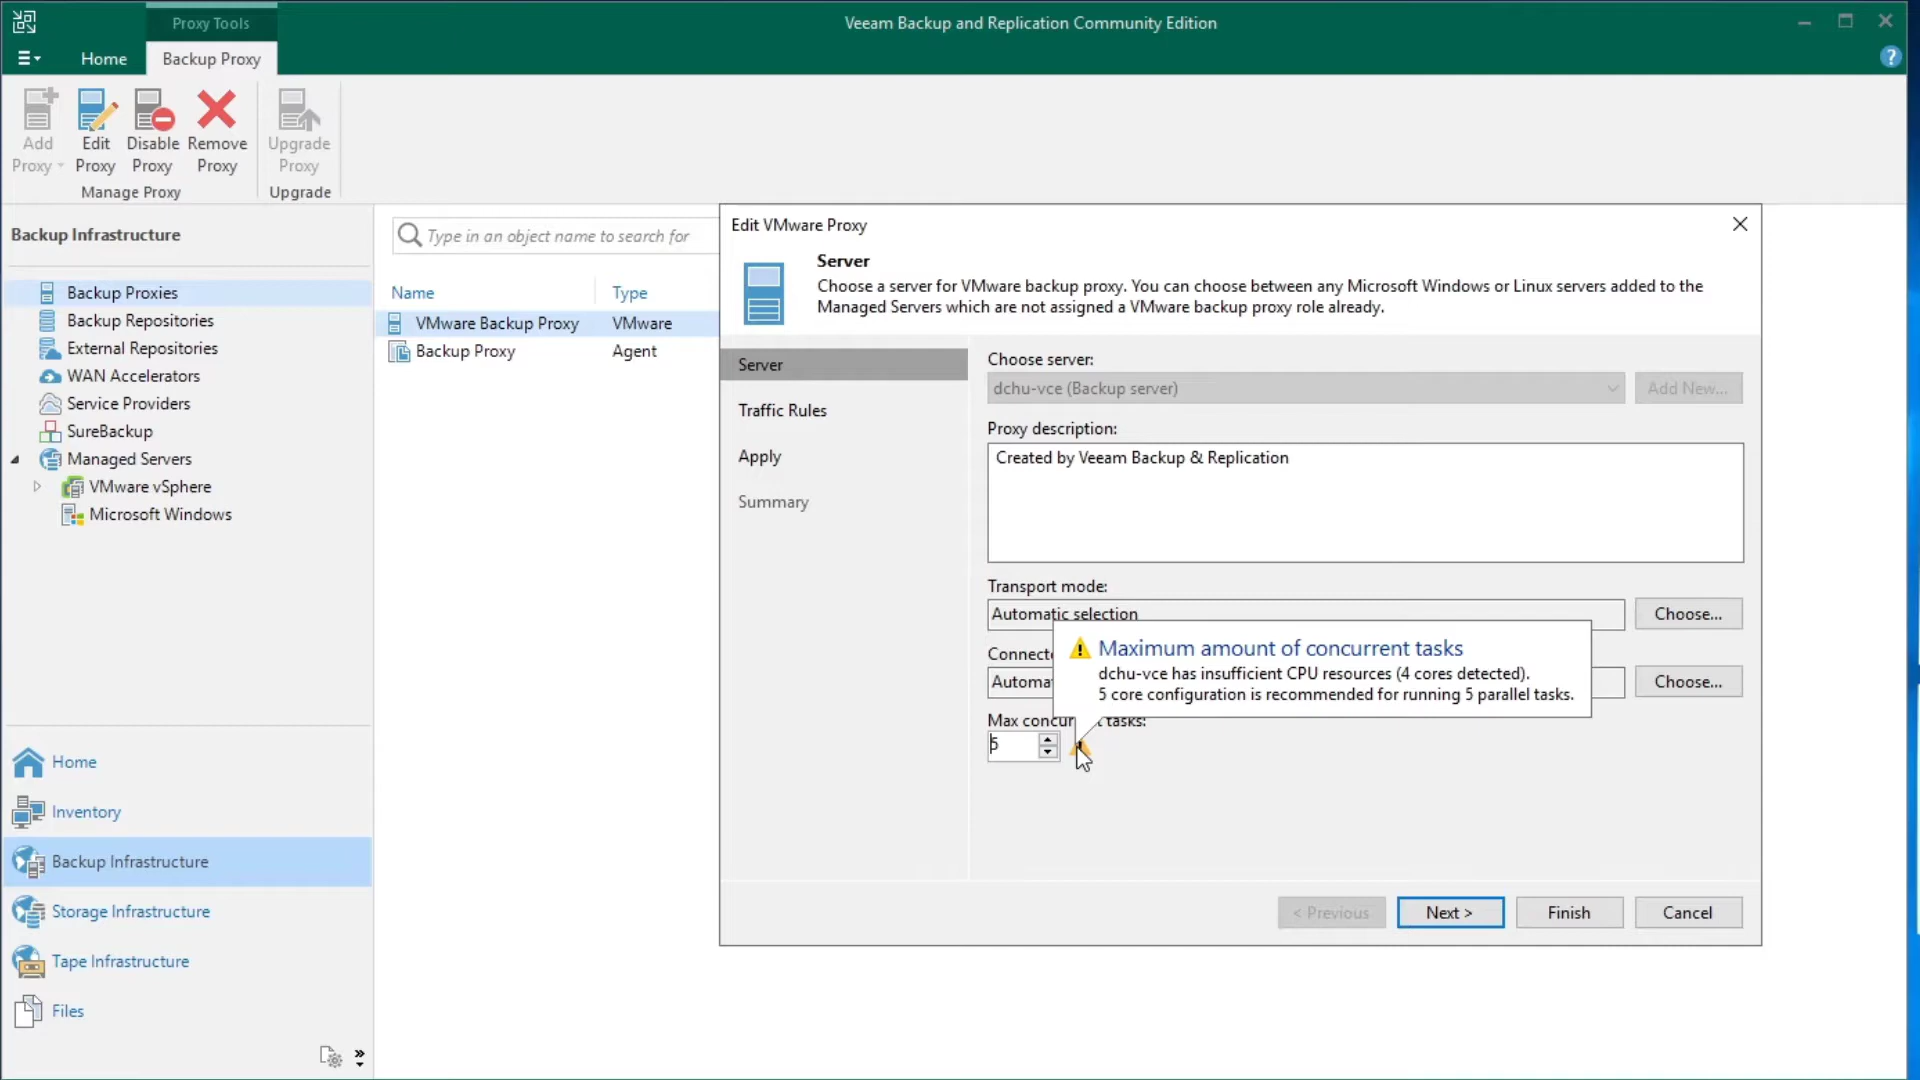 Proxy Tools
Veeam Backup and Replication Community Edition
Home
Backup Proxy
Add Proxy
Edit Proxy
Disable Proxy
Remove Proxy
Upgrade Proxy
Manage Proxy
Upgrade
Backup Infrastructure
Backup Proxies
Backup Repositories
External Repositories
WAN Accelerators
Service Providers
SureBackup
Managed Servers
VMware vSphere
Microsoft Windows
Home
Inventory
Backup Infrastructure
Storage Infrastructure
Tape Infrastructure
Files
Type in an object name to search for
Name
Type
VMware Backup Proxy
VMware
Backup Proxy
Agent
Edit VMware Proxy
Server
Choose a server for VMware backup proxy. You can choose between any Microsoft Windows or Linux servers added to the
Managed Servers which are not assigned a VMware backup proxy role already.
Server
Traffic Rules
Apply
Summary
Choose server:
dchu-vce (Backup server)
Add New...
Proxy description:
Created by Veeam Backup & Replication
Transport mode:
Automatic selection
Choose...
Maximum amount of concurrent tasks
dchu-vce has insufficient CPU resources (4 cores detected).
5 core configuration is recommended for running 5 parallel tasks.
Choose...
Max concur t tasks:
5
< Previous
Next >
Finish
Cancel